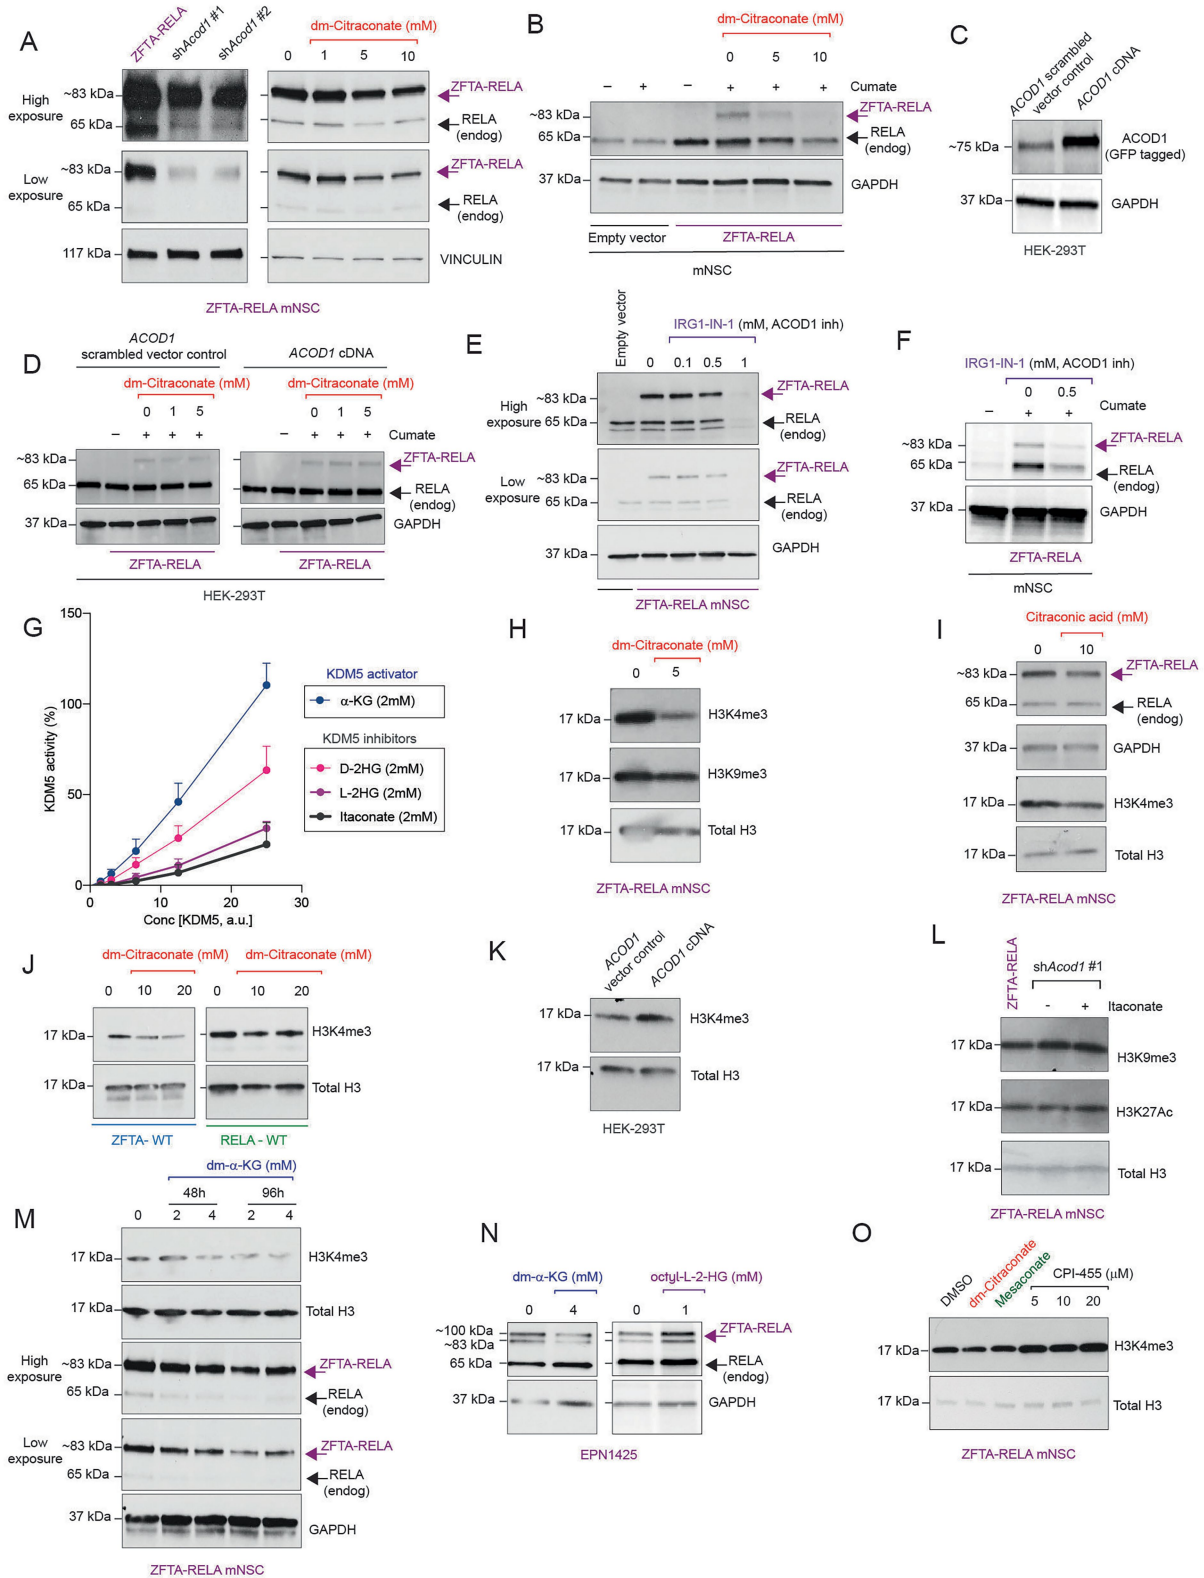 A
ZFTA-RELA
shAcod1 #1
shAcod1 #2
dm-Citraconate (mM)
0 1 5 10
High exposure
~83 kDa
65 kDa
ZFTA-RELA
RELA (endog)
Low exposure
~83 kDa
65 kDa
ZFTA-RELA
RELA (endog)
117 kDa
VINCULIN
ZFTA-RELA mNSC
B
dm-Citraconate (mM)
0 5 10
– + – + + + Cumate
~83 kDa
65 kDa
ZFTA-RELA
RELA (endog)
37 kDa
GAPDH
Empty vector
ZFTA-RELA
mNSC
C
ACOD1 scrambled vector control
ACOD1 cDNA
~75 kDa
ACOD1 (GFP tagged)
37 kDa
GAPDH
HEK-293T
D
ACOD1 scrambled vector control
ACOD1 cDNA
dm-Citraconate (mM)
dm-Citraconate (mM)
0 1 5
0 1 5
– + + +
– + + + Cumate
~83 kDa
65 kDa
ZFTA-RELA
RELA (endog)
37 kDa
GAPDH
ZFTA-RELA
ZFTA-RELA
HEK-293T
E
Empty vector
IRG1-IN-1 (mM, ACOD1 inh)
0 0.1 0.5 1
High exposure
~83 kDa
65 kDa
ZFTA-RELA
RELA (endog)
Low exposure
~83 kDa
65 kDa
ZFTA-RELA
RELA (endog)
37 kDa
GAPDH
ZFTA-RELA mNSC
F
IRG1-IN-1 (mM, ACOD1 inh)
0 0.5
– + + Cumate
~83 kDa
65 kDa
ZFTA-RELA
RELA (endog)
37 kDa
GAPDH
ZFTA-RELA
mNSC
G
150
100
50
0
KDM5 activity (%)
0 10 20 30
Conc [KDM5, a.u.]
KDM5 activator
α-KG (2mM)
KDM5 inhibitors
D-2HG (2mM)
L-2HG (2mM)
Itaconate (2mM)
H
dm-Citraconate (mM)
0 5
17 kDa
H3K4me3
17 kDa
H3K9me3
17 kDa
Total H3
ZFTA-RELA mNSC
I
Citraconic acid (mM)
0 10
~83 kDa
ZFTA-RELA
65 kDa
RELA (endog)
37 kDa
GAPDH
17 kDa
H3K4me3
17 kDa
Total H3
ZFTA-RELA mNSC
J
dm-Citraconate (mM)
dm-Citraconate (mM)
0 10 20
0 10 20
17 kDa
H3K4me3
17 kDa
Total H3
ZFTA- WT
RELA - WT
K
ACOD1 vector control
ACOD1 cDNA
17 kDa
H3K4me3
17 kDa
Total H3
HEK-293T
L
ZFTA-RELA
shAcod1 #1
- + Itaconate
17 kDa
H3K9me3
17 kDa
H3K27Ac
17 kDa
Total H3
ZFTA-RELA mNSC
M
dm-α-KG (mM)
48h
96h
0 2 4 2 4
17 kDa
H3K4me3
17 kDa
Total H3
High exposure
~83 kDa
65 kDa
ZFTA-RELA
RELA (endog)
Low exposure
~83 kDa
65 kDa
ZFTA-RELA
RELA (endog)
37 kDa
GAPDH
ZFTA-RELA mNSC
N
dm-α-KG (mM)
octyl-L-2-HG (mM)
0 4
0 1
~100 kDa
~83 kDa
65 kDa
ZFTA-RELA
RELA (endog)
37 kDa
GAPDH
EPN1425
O
DMSO
dm-Citraconate
Mesaconate
CPI-455 (μM)
5 10 20
17 kDa
H3K4me3
17 kDa
Total H3
ZFTA-RELA mNSC